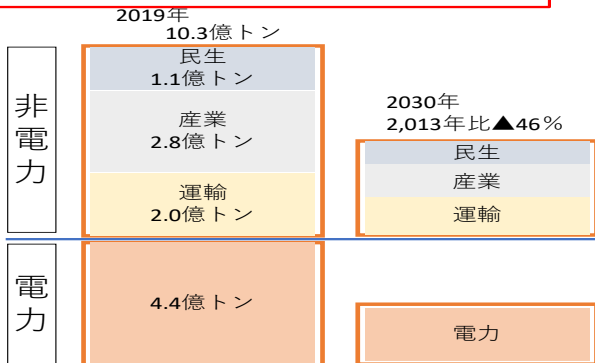 2019年
10.3億トン
民生
1.1億トン
産業
2.8億トン
運輸
2.0億トン
非電力
2030年
2,013年比▲46%
民生
産業
運輸
電力
4.4億トン
電力